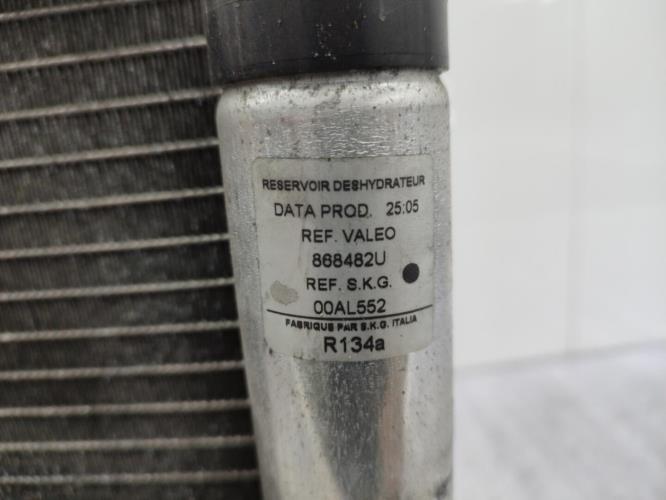 RESERVOIR DESHYDRATEUR
DATA PROD. 25:05
REF. VALEO
868482U
REF. S.K.G.
00AL552
FABRIQUE PAR S.K.G. ITALIA
R134a